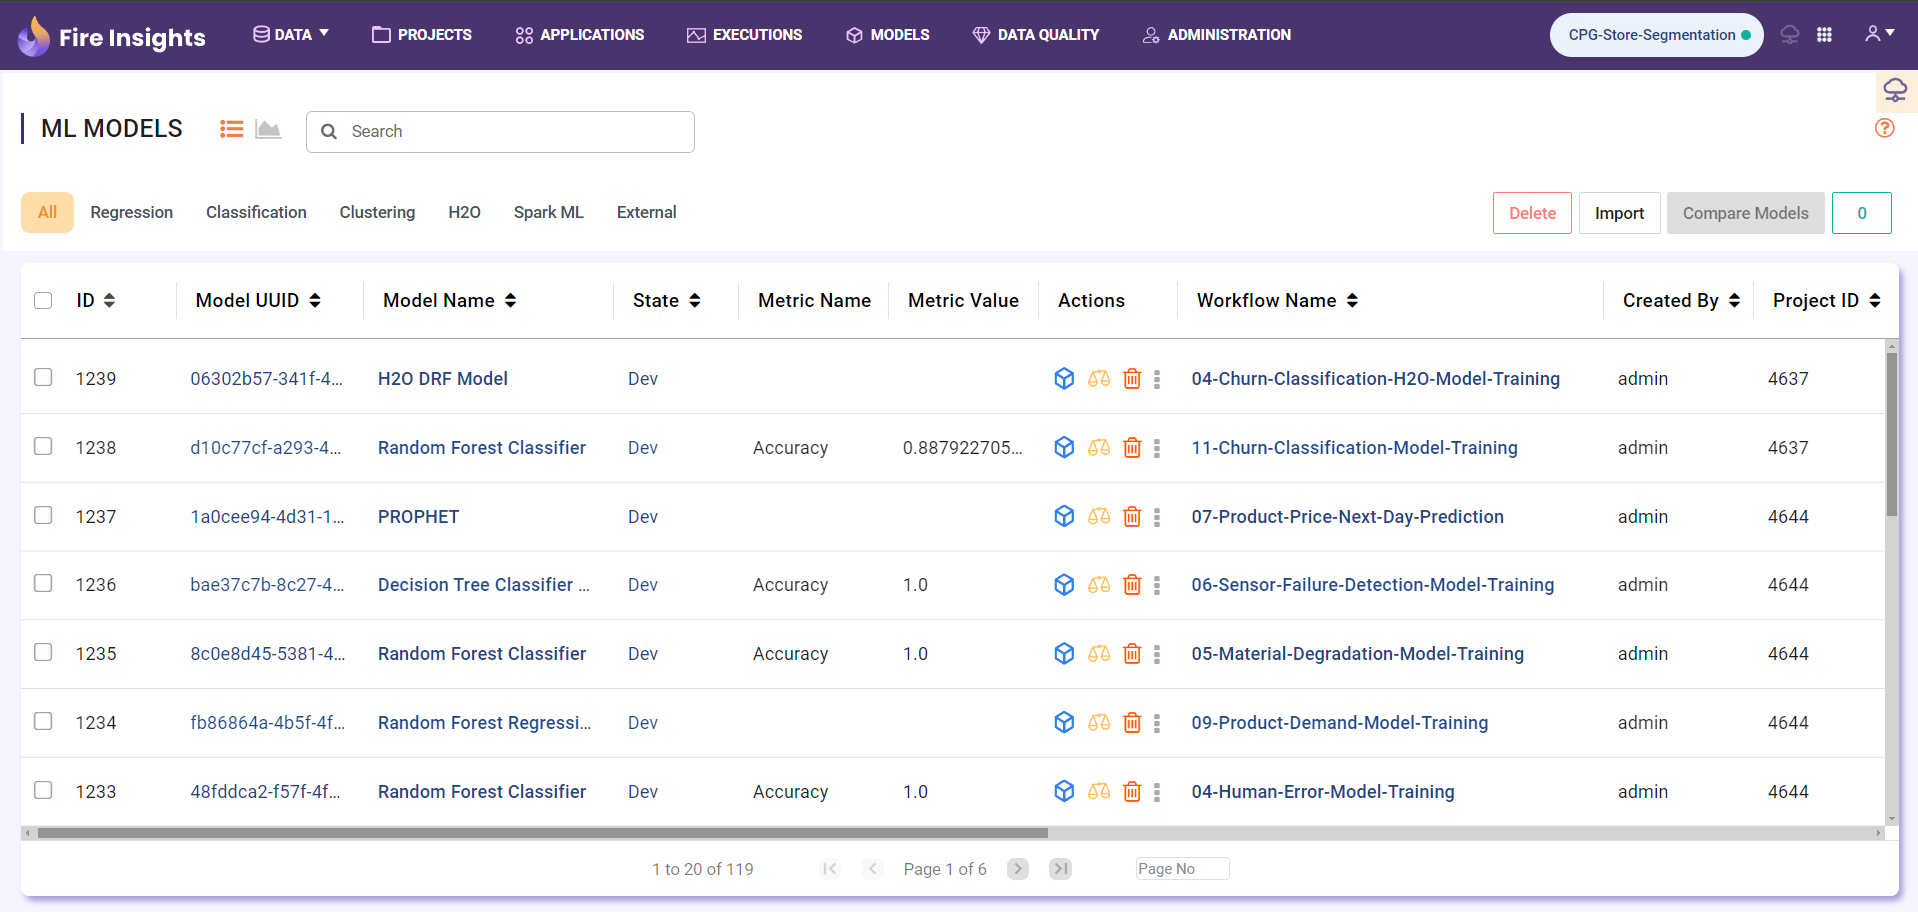 Fire Insights DATA PROJECTS APPLICATIONS EXECUTIONS MODELS DATA QUALITY ADMINISTRATION CPG-Store-Segmentation
ML MODELS Search
All Regression Classification Clustering H2O Spark ML External Delete Import Compare Models 0
ID Model UUID Model Name State Metric Name Metric Value Actions Workflow Name Created By Project ID
1239 06302b57-341f-4... H2O DRF Model Dev 04-Churn-Classification-H2O-Model-Training admin 4637
1238 d10c77cf-a293-4... Random Forest Classifier Dev Accuracy 0.887922705... 11-Churn-Classification-Model-Training admin 4637
1237 1a0cee94-4d31-1... PROPHET Dev 07-Product-Price-Next-Day-Prediction admin 4644
1236 bae37c7b-8c27-4... Decision Tree Classifier ... Dev Accuracy 1.0 06-Sensor-Failure-Detection-Model-Training admin 4644
1235 8c0e8d45-5381-4... Random Forest Classifier Dev Accuracy 1.0 05-Material-Degradation-Model-Training admin 4644
1234 fb86864a-4b5f-4f... Random Forest Regressi... Dev 09-Product-Demand-Model-Training admin 4644
1233 48fddca2-f57f-4f... Random Forest Classifier Dev Accuracy 1.0 04-Human-Error-Model-Training admin 4644
1 to 20 of 119 Page 1 of 6 Page No